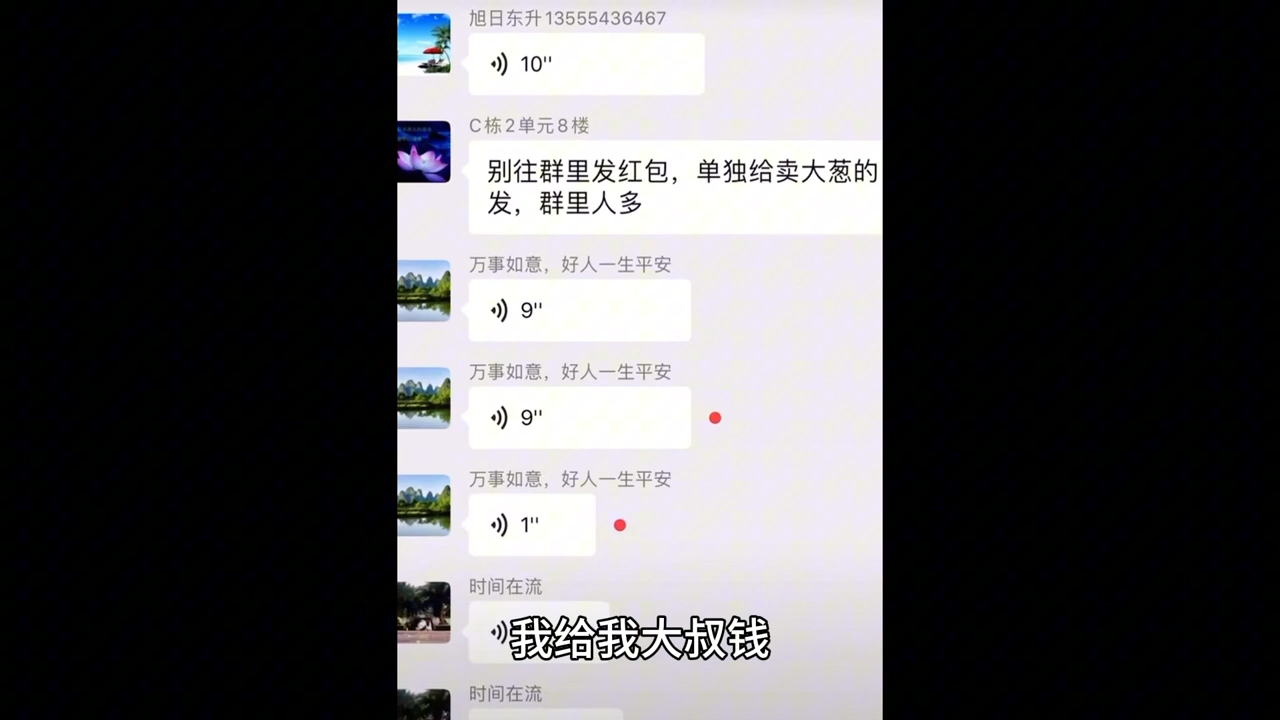 旭日东升13555436467
10"
C栋2单元8楼
别往群里发红包，单独给卖大葱的
发，群里人多
万事如意，好人一生平安
9"
万事如意，好人一生平安
9"
万事如意，好人一生平安
1"
时间在流
我给我大叔钱
时间在流